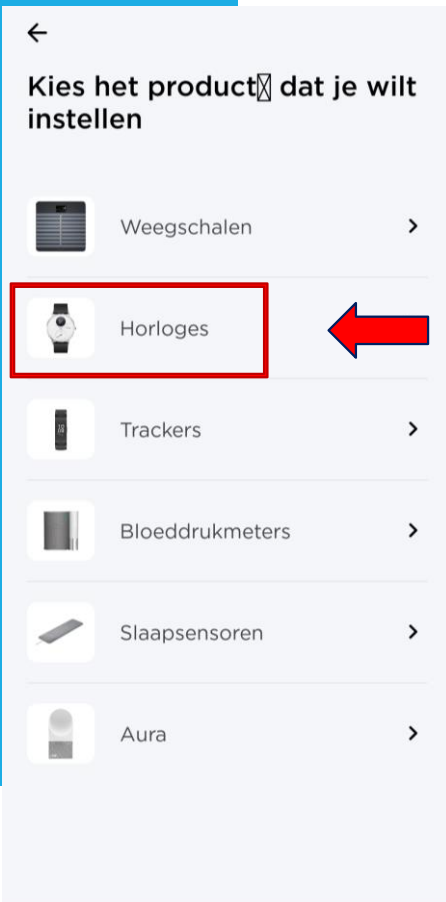 Kies het product dat je wilt
instellen
Weegschalen
Horloges
Trackers
Bloeddrukmeters
Slaapsensoren
Aura